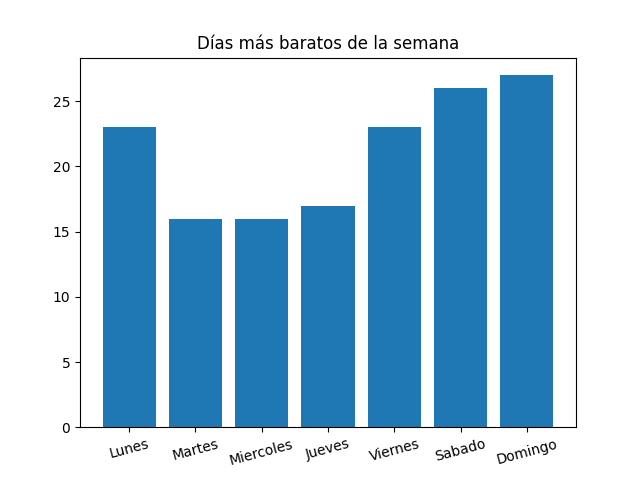 Días más baratos de la semana
25
20
15
10
5
0
Lunes
Martes
Miercoles
Jueves
Viernes
Sabado
Domingo